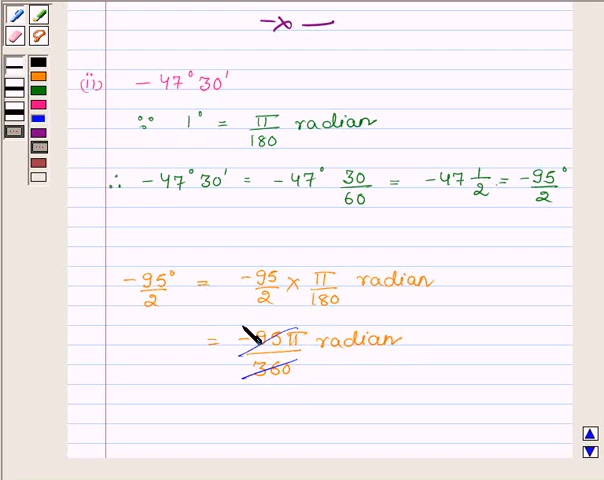 -x-
(ii) -47°30'
∵ 1° = π/180 radian
∴ -47°30' = -47° 30/60 = -47 1/2 = -95°/2
-95°/2 = -95/2 × π/180 radian
= -95π/360 radian